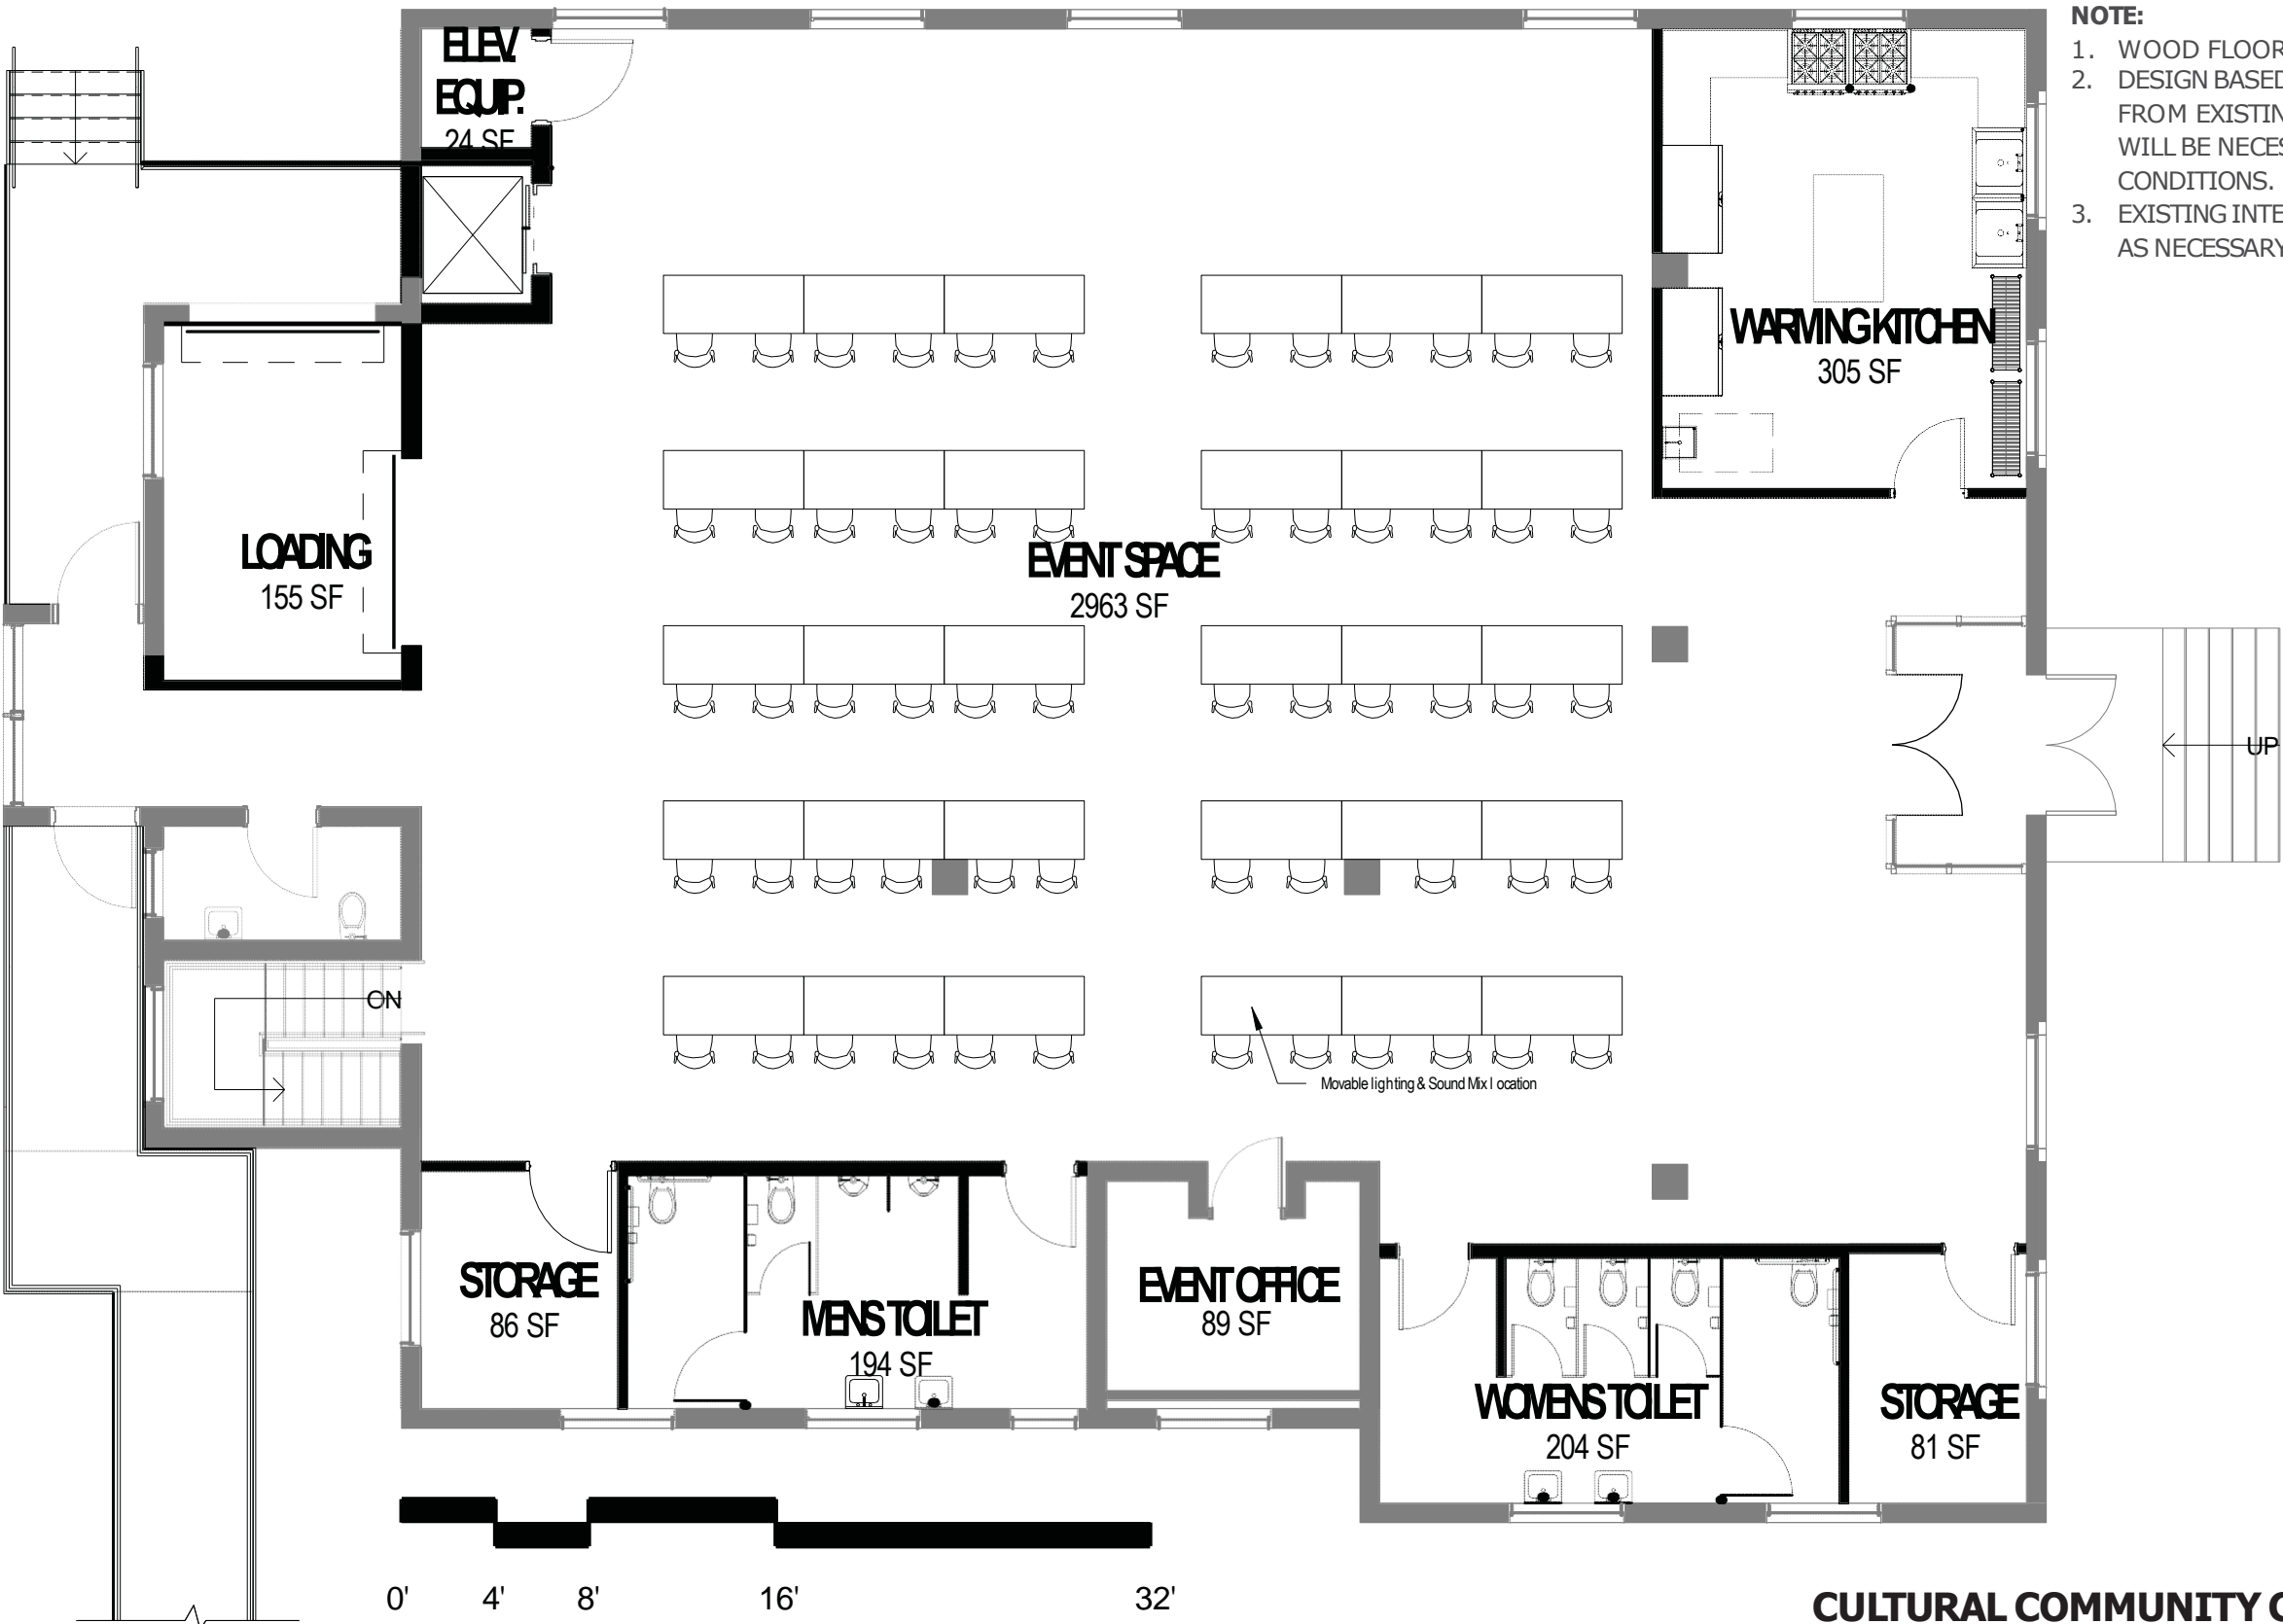 NOTE:
1. WOOD FLOOR
2. DESIGN BASED
FROM EXISTIN
WILL BE NECES
CONDITIONS.
3. EXISTING INTE
AS NECESSARY
ELEV.
EQUIP.
24 SF
WARMING KITCHEN
305 SF
LOADING
155 SF
EVENT SPACE
2963 SF
UP
ON
Movable lighting & Sound Mix l ocation
STORAGE
86 SF
MENS TOILET
194 SF
EVENT OFFICE
89 SF
WOMENS TOILET
204 SF
STORAGE
81 SF
0' 4' 8' 16' 32'
CULTURAL COMMUNITY C